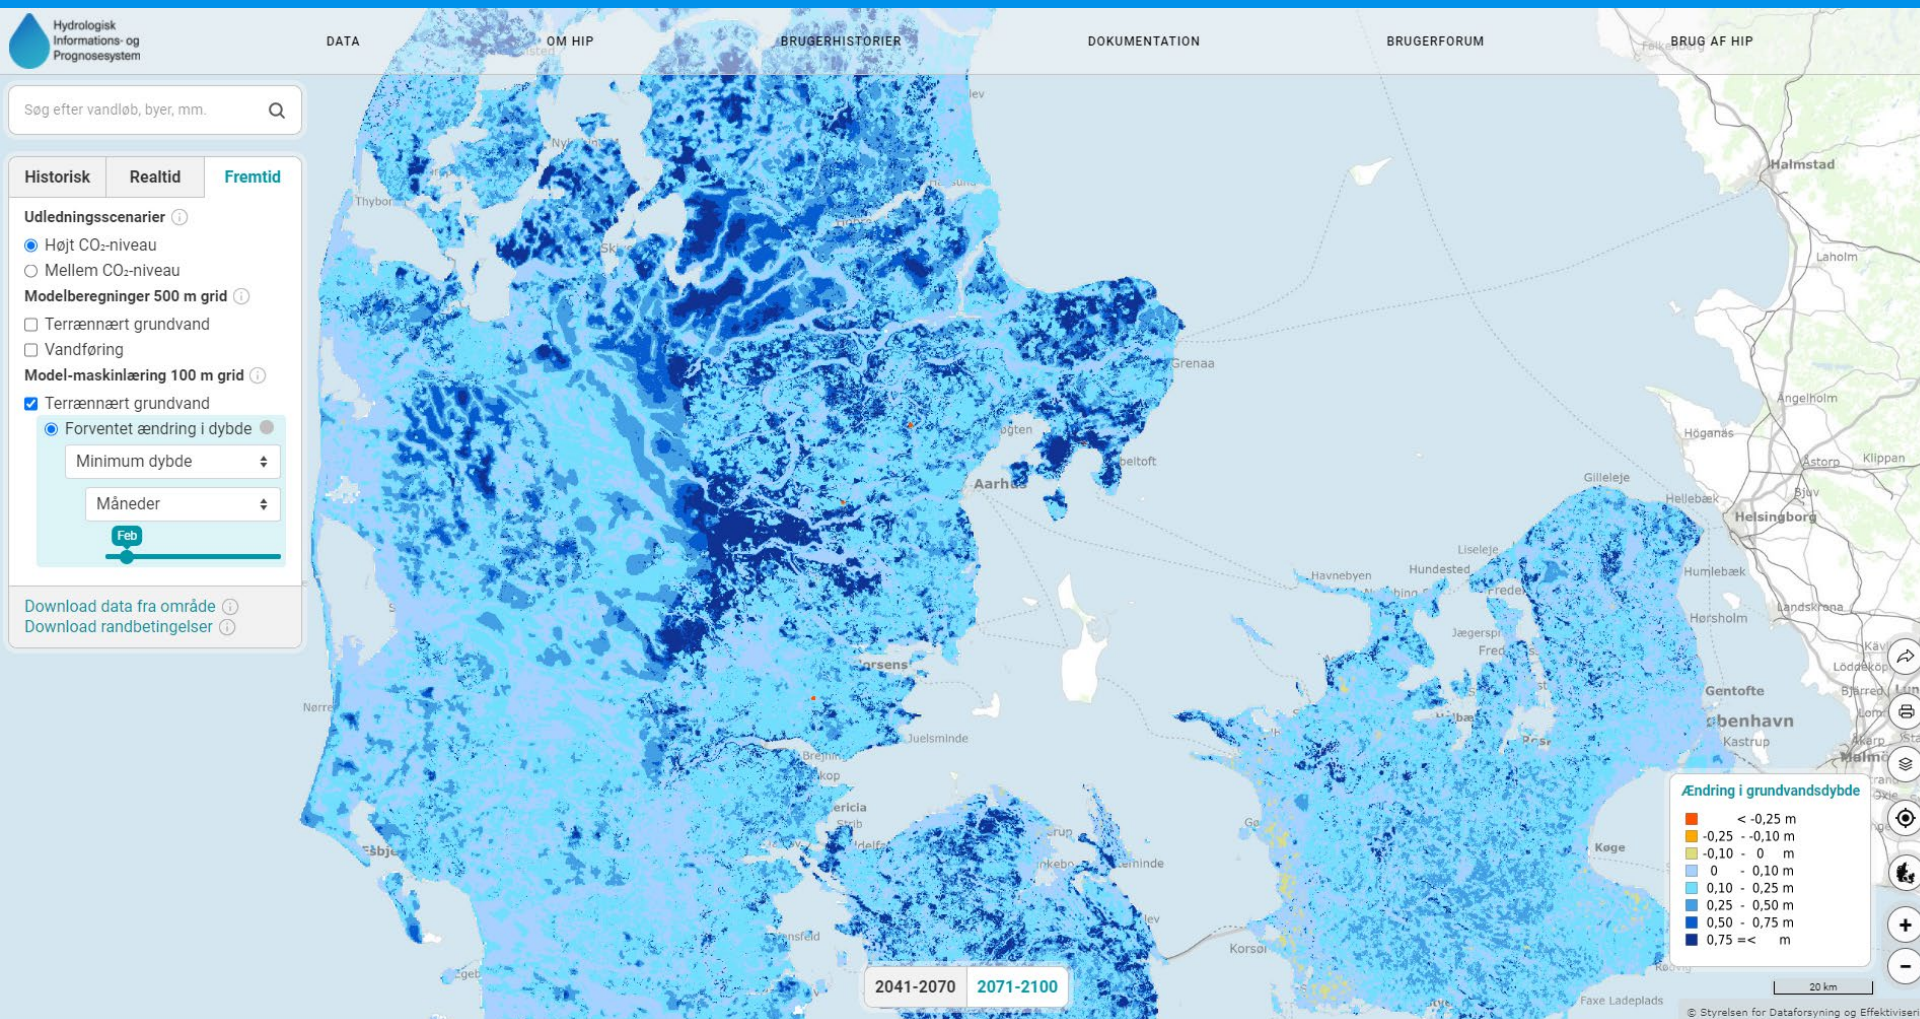 Hydrologisk
Informations- og
Prognosesystem
DATA
OM HIP
BRUGERHISTORIER
DOKUMENTATION
BRUGERFORUM
BRUG AF HIP
Søg efter vandløb, byer, mm.
Historisk
Realtid
Fremtid
Udledningsscenarier
Højt CO₂-niveau
Mellem CO₂-niveau
Modelberegninger 500 m grid
Terrænnært grundvand
Vandføring
Model-maskinlæring 100 m grid
Terrænnært grundvand
Forventet ændring i dybde
Minimum dybde
Måneder
Feb
Download data fra område
Download randbetingelser
Thybor
Grenaa
Aarhus
Juelsminde
Halmstad
Laholm
Ängelholm
Höganäs
Åstorp
Klippan
Bjuv
Gilleleje
Hellebæk
Helsingborg
Liseleje
Hundested
Havnebyen
Humlebæk
Landskrona
Hørsholm
Jægerspr
Gentofte
Kastrup
Malmö
Køge
Korsør
Strib
Faxe Ladeplads
Ændring i grundvandsdybde
< -0,25 m
-0,25 - -0,10 m
-0,10 - 0 m
0 - 0,10 m
0,10 - 0,25 m
0,25 - 0,50 m
0,50 - 0,75 m
0,75 =< m
2041-2070
2071-2100
20 km
© Styrelsen for Dataforsyning og Effektiviseri